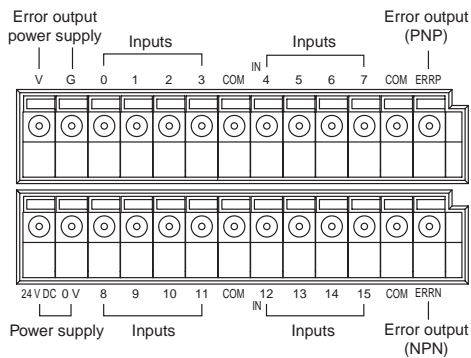 Error output
power supply
Inputs
Inputs
Error output
(PNP)
V G 0 1 2 3 COM IN 4 5 6 7 COM ERRP
24 V DC 0 V 8 9 10 11 COM IN 12 13 14 15 COM ERRN
Power supply
Inputs
Inputs
Error output
(NPN)